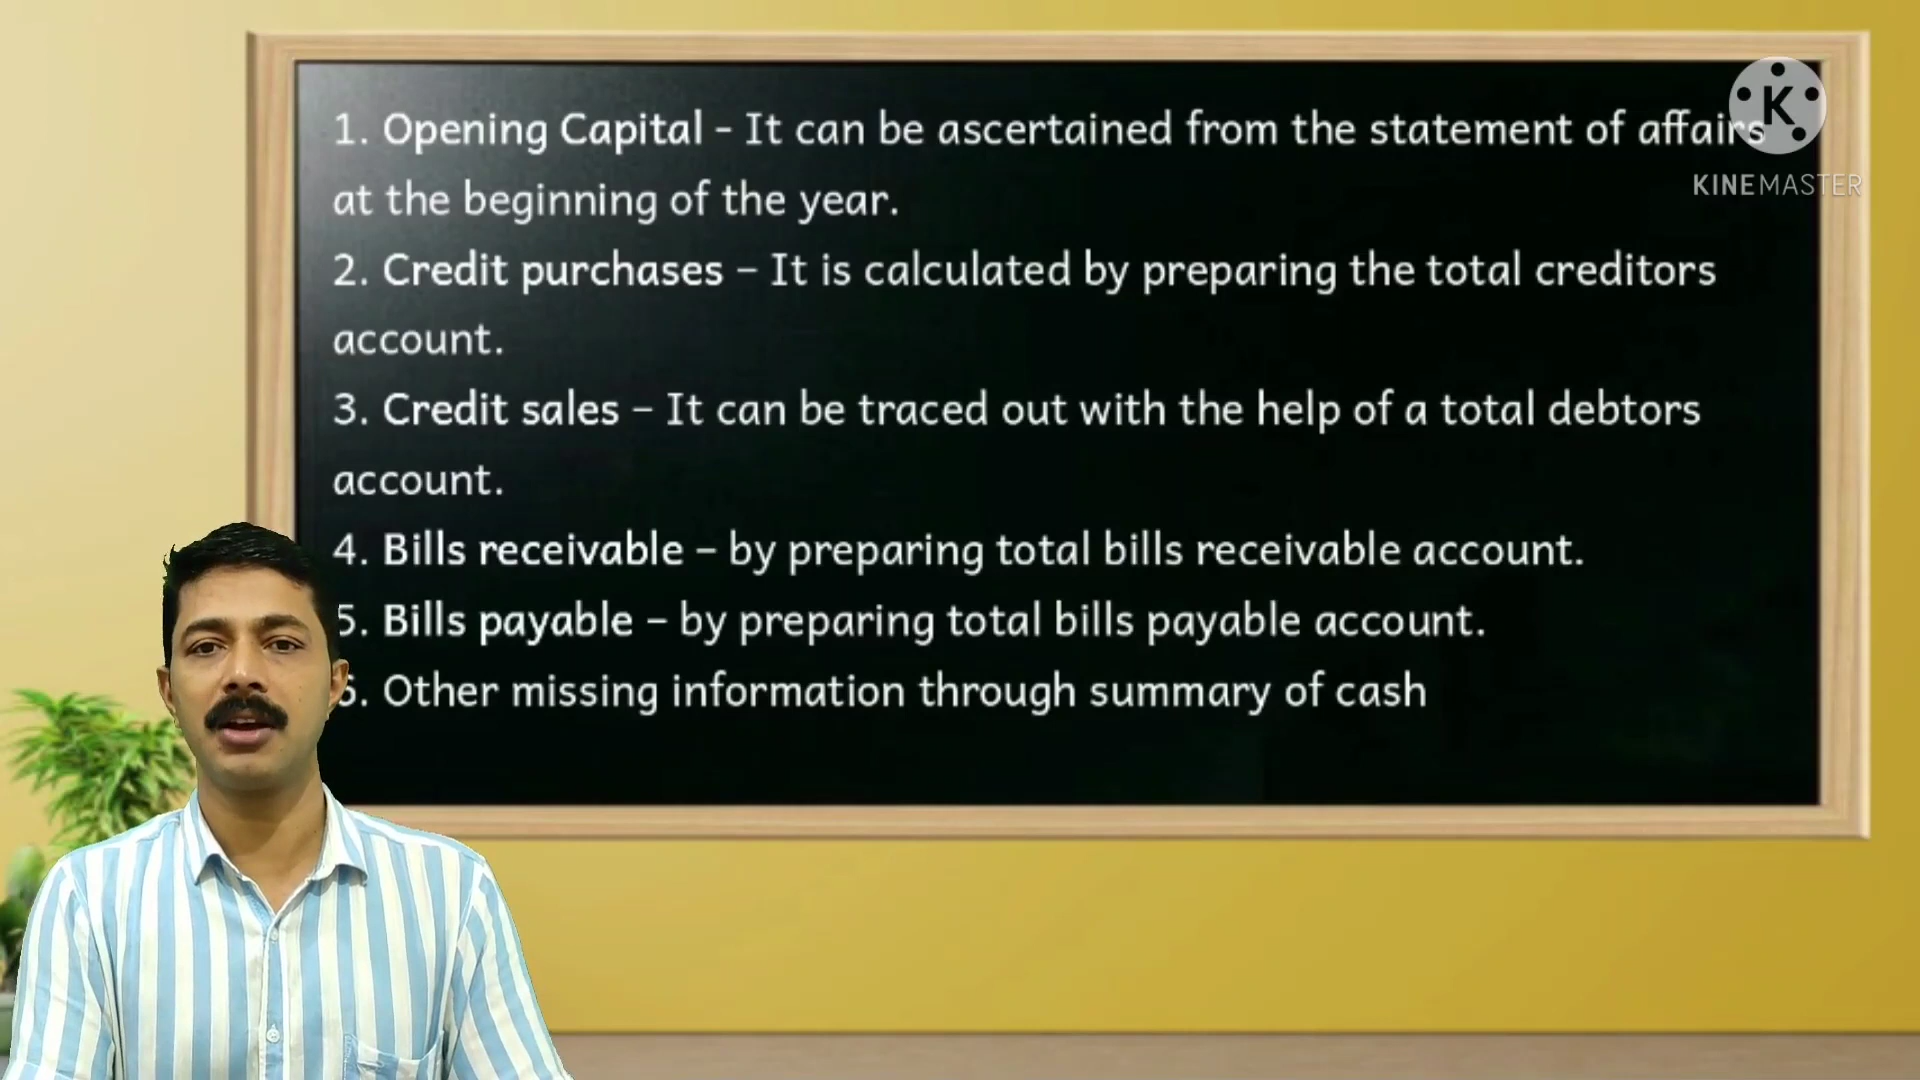 1. Opening Capital - It can be ascertained from the statement of affairs
at the beginning of the year.
2. Credit purchases – It is calculated by preparing the total creditors
account.
3. Credit sales – It can be traced out with the help of a total debtors
account.
4. Bills receivable – by preparing total bills receivable account.
5. Bills payable – by preparing total bills payable account.
6. Other missing information through summary of cash
K
KINEMASTER